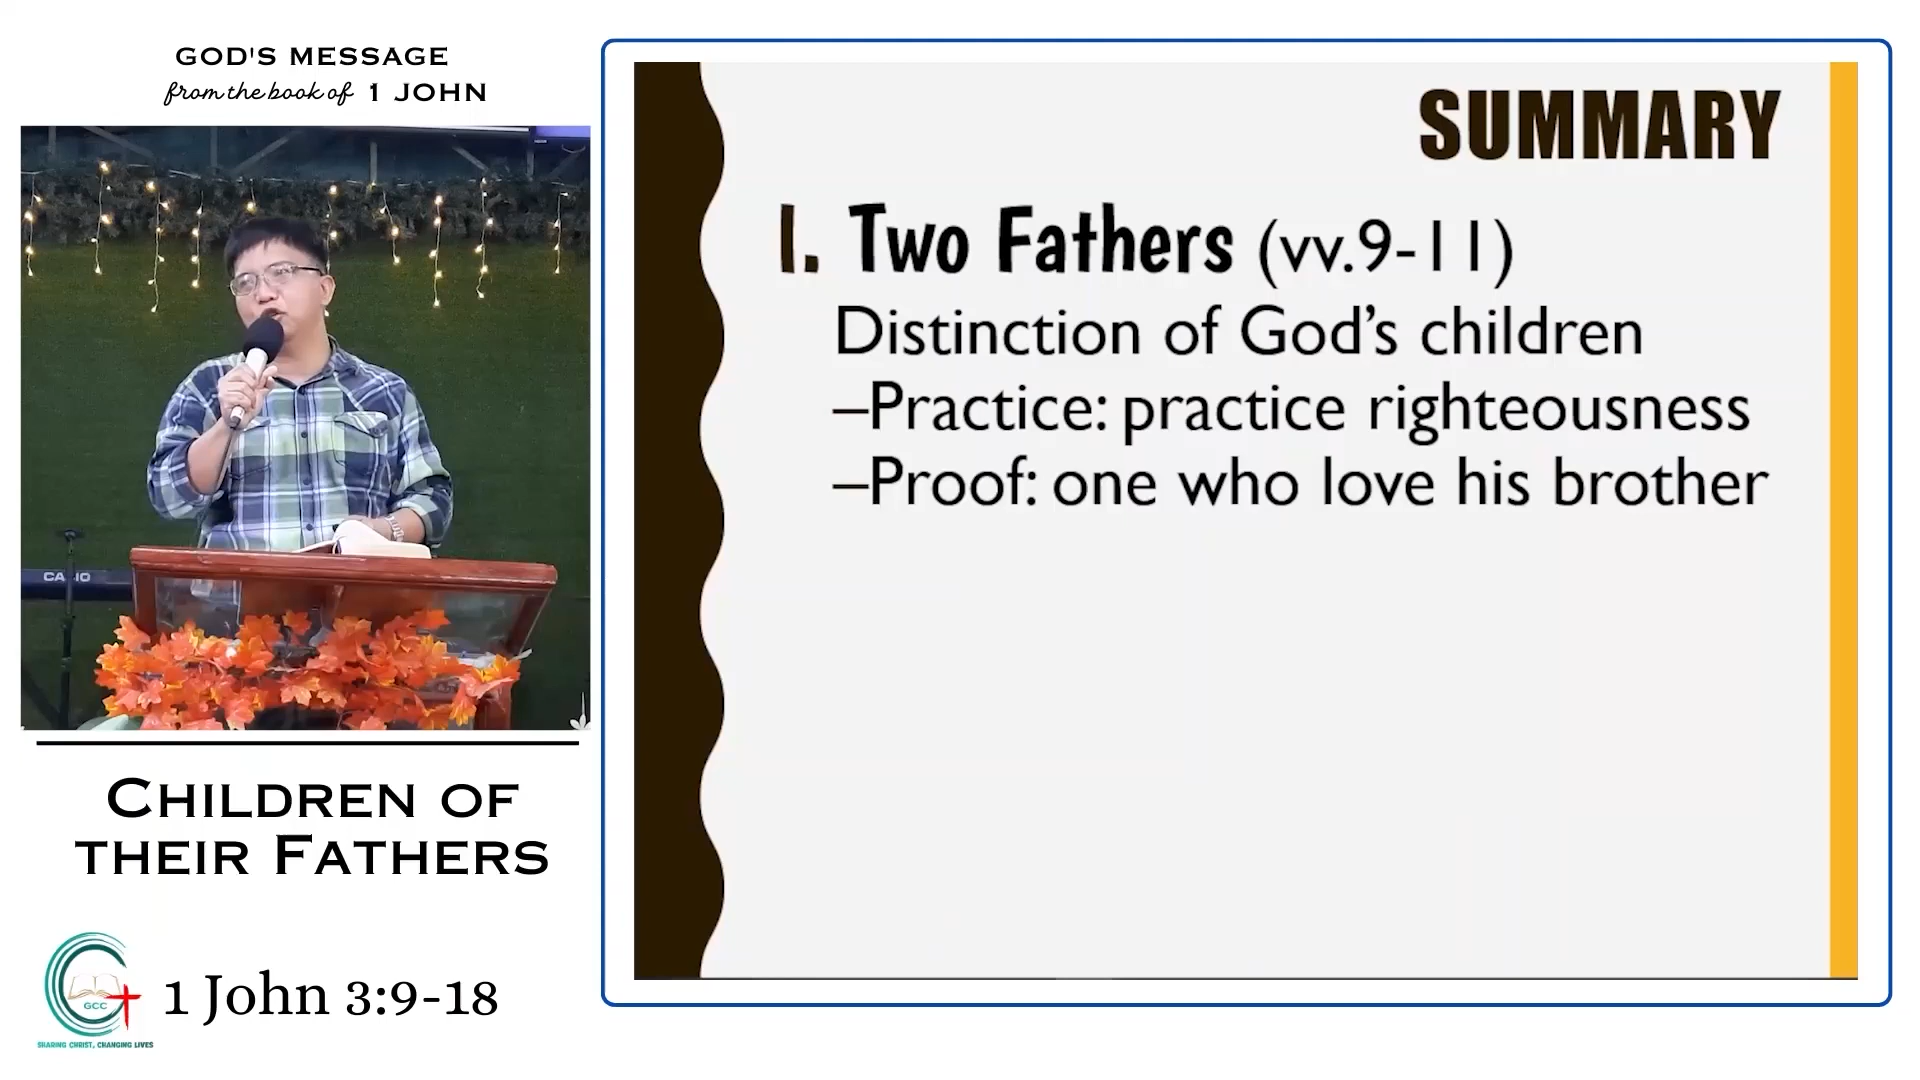 GOD'S MESSAGE
from the book of 1 JOHN
CASIO
CHILDREN OF
THEIR FATHERS
GCC
SHARING CHRIST, CHANGING LIVES
1 John 3:9-18
SUMMARY
I. Two Fathers (vv.9-11)
Distinction of God’s children
–Practice: practice righteousness
–Proof: one who love his brother